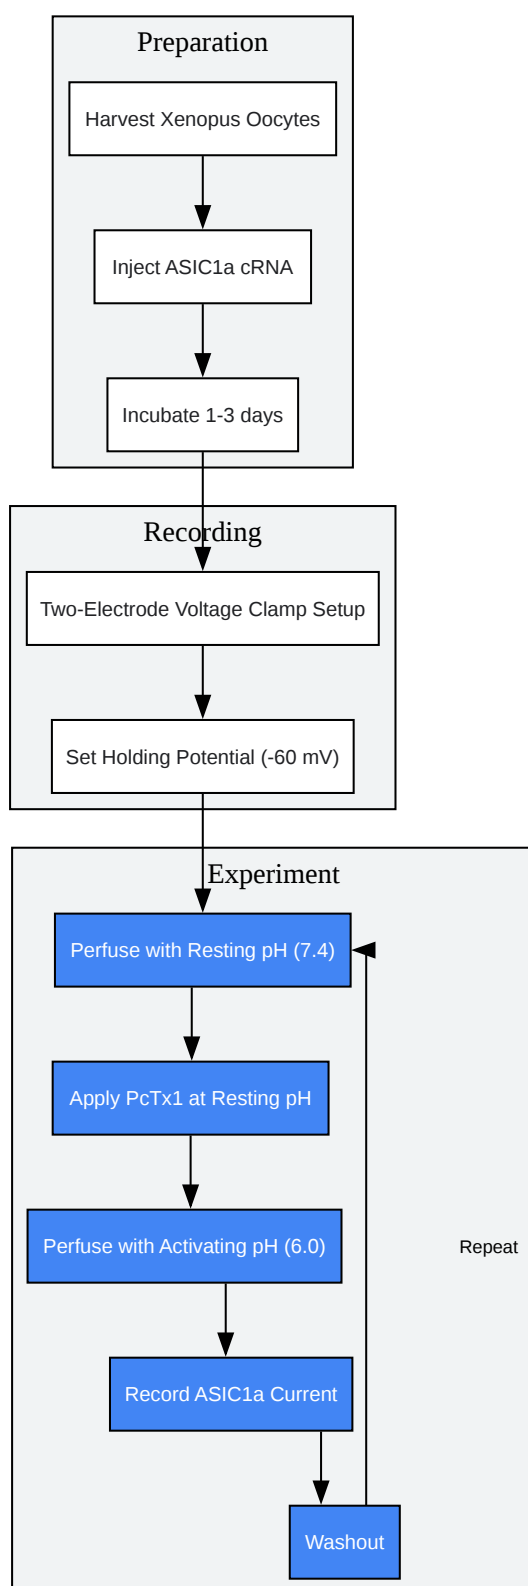 Preparation
Harvest Xenopus Oocytes
Inject ASIC1a cRNA
Incubate 1-3 days
Recording
Two-Electrode Voltage Clamp Setup
Set Holding Potential (-60 mV)
Experiment
Perfuse with Resting pH (7.4)
Apply PcTx1 at Resting pH
Perfuse with Activating pH (6.0)
Repeat
Record ASIC1a Current
Washout